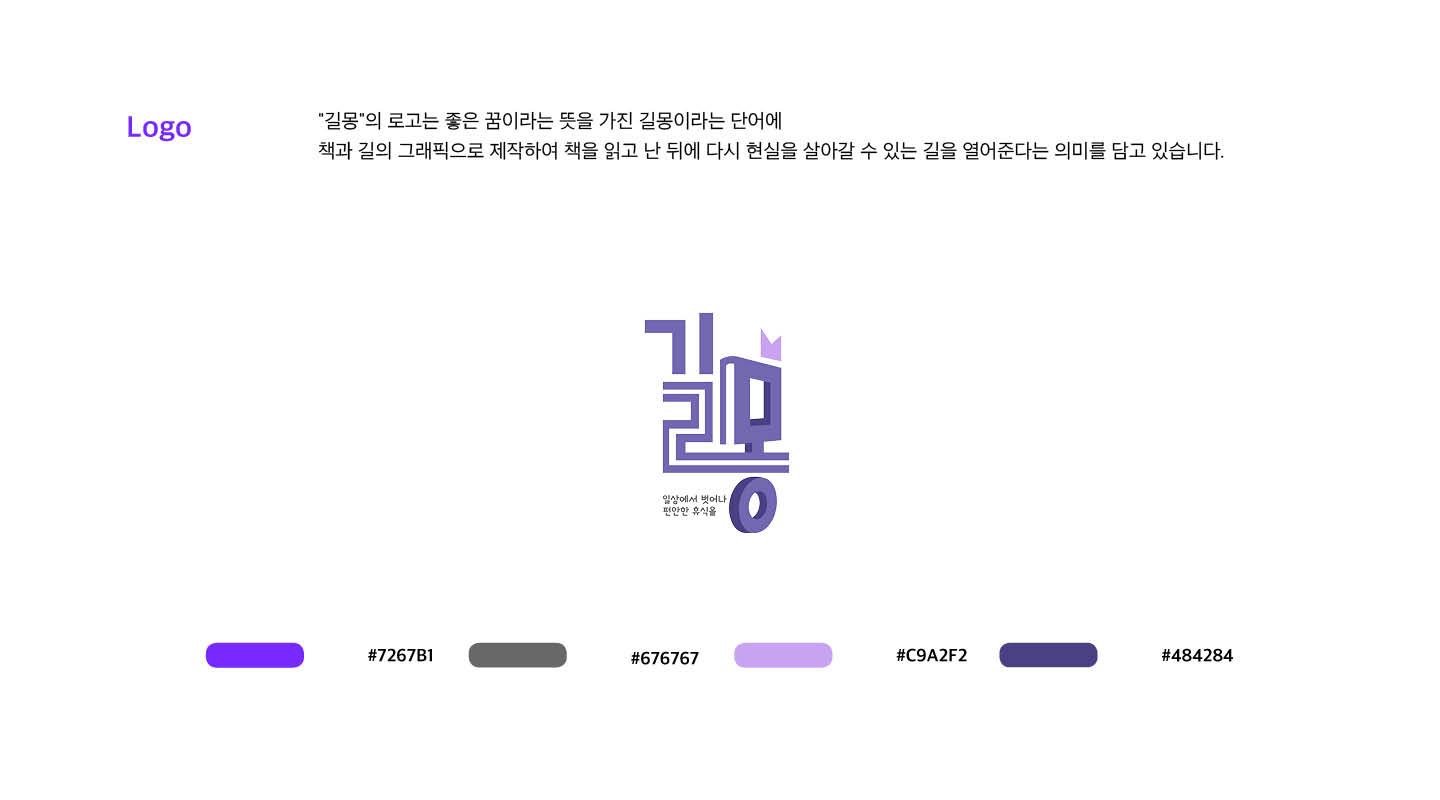 Logo
"길몽"의 로고는 좋은 꿈이라는 뜻을 가진 길몽이라는 단어에
책과 길의 그래픽으로 제작하여 책을 읽고 난 뒤에 다시 현실을 살아갈 수 있는 길을 열어준다는 의미를 담고 있습니다.
길몽
일상에서 벗어나
편안한 휴식을
#7267B1
#676767
#C9A2F2
#484284